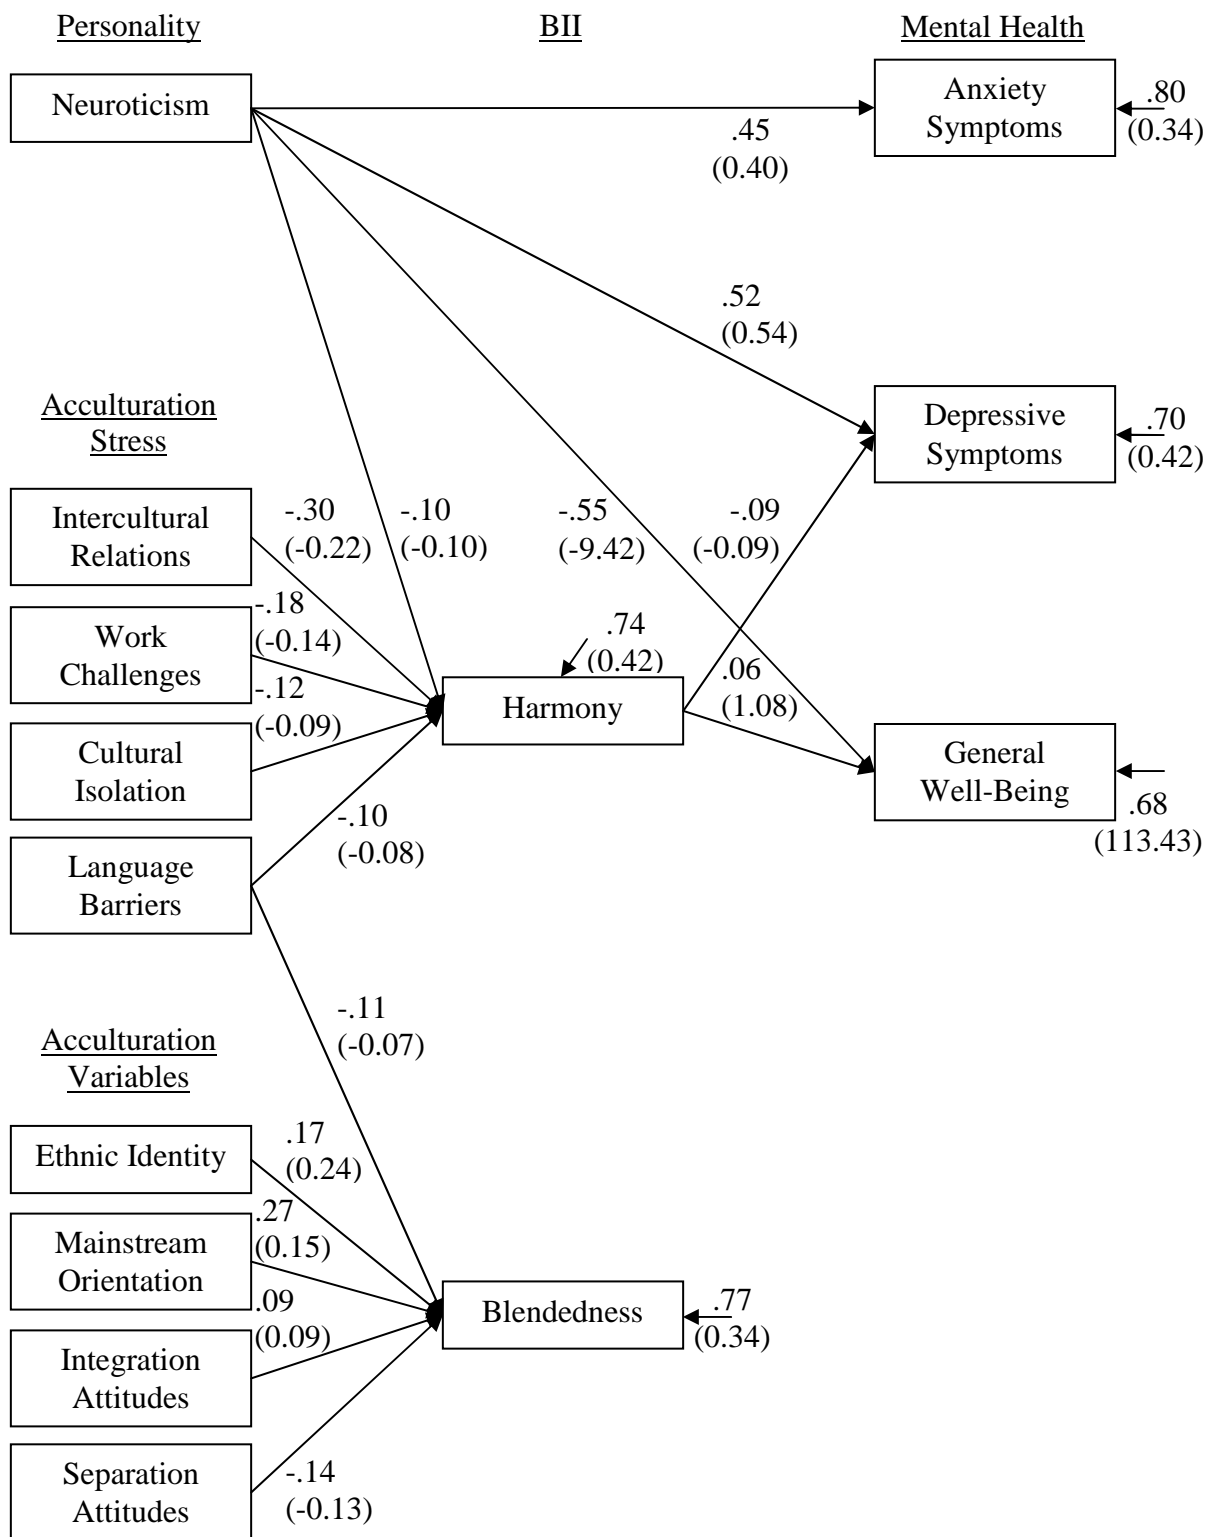 Personality
BII
Mental Health
Neuroticism
Anxiety
Symptoms
.80
(0.34)
.45
(0.40)
.52
(0.54)
Acculturation
Stress
Depressive
Symptoms
.70
(0.42)
Intercultural
Relations
-.30
(-0.22)
-.10
(-0.10)
-.55
(-9.42)
-.09
(-0.09)
Work
Challenges
-.18
(-0.14)
.74
(0.42)
-.12
(-0.09)
Harmony
.06
(1.08)
Cultural
Isolation
General
Well-Being
.68
(113.43)
-.10
(-0.08)
Language
Barriers
-.11
(-0.07)
Acculturation
Variables
Ethnic Identity
.17
(0.24)
Mainstream
Orientation
.27
(0.15)
.09
(0.09)
Blendedness
.77
(0.34)
Integration
Attitudes
Separation
Attitudes
-.14
(-0.13)